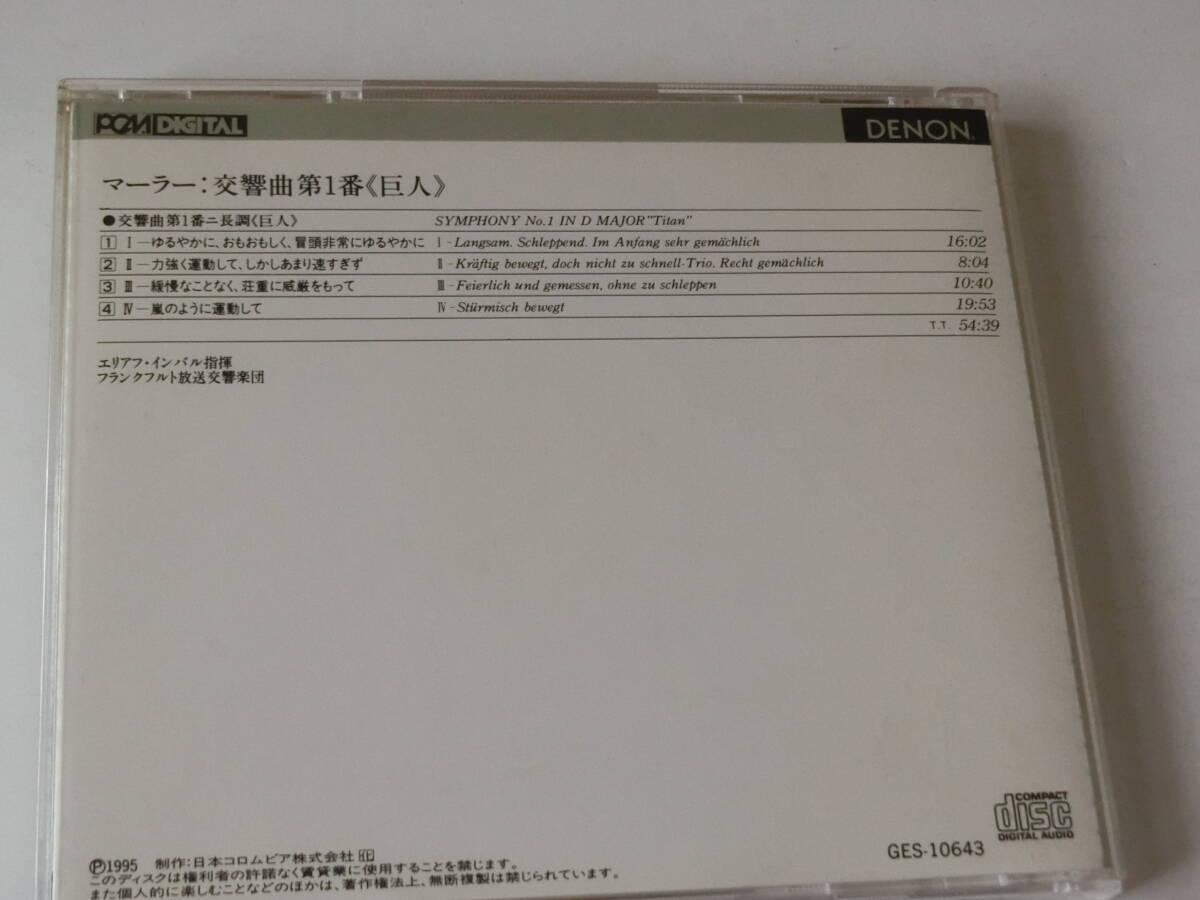 PCM DIGITAL
DENON
マーラー：交響曲第1番《巨人》
●交響曲第1番ニ長調《巨人》 SYMPHONY No.1 IN D MAJOR"Titan"
1 Ⅰ―ゆるやかに、おもおもしく、冒頭非常にゆるやかに Ⅰ-Langsam. Schleppend. Im Anfang sehr gemächlich 16:02
2 Ⅱ―力強く運動して、しかしあまり速すぎず Ⅱ-Kräftig bewegt, doch nicht zu schnell-Trio. Recht gemächlich 8:04
3 Ⅲ―緩慢なことなく、荘重に威厳をもって Ⅲ-Feierlich und gemessen, ohne zu schleppen 10:40
4 Ⅳ―嵐のように運動して Ⅳ-Stürmisch bewegt 19:53
T.T. 54:39
エリアフ・インバル指揮
フランクフルト放送交響楽団
COMPACT
disc
DIGITAL AUDIO
GES-10643
Ⓟ1995 制作：日本コロムビア株式会社
このディスクは権利者の許諾なく賃貸業に使用することを禁じます。
また個人的に楽しむことなどのほかは、著作権法上、無断複製は禁じられています。